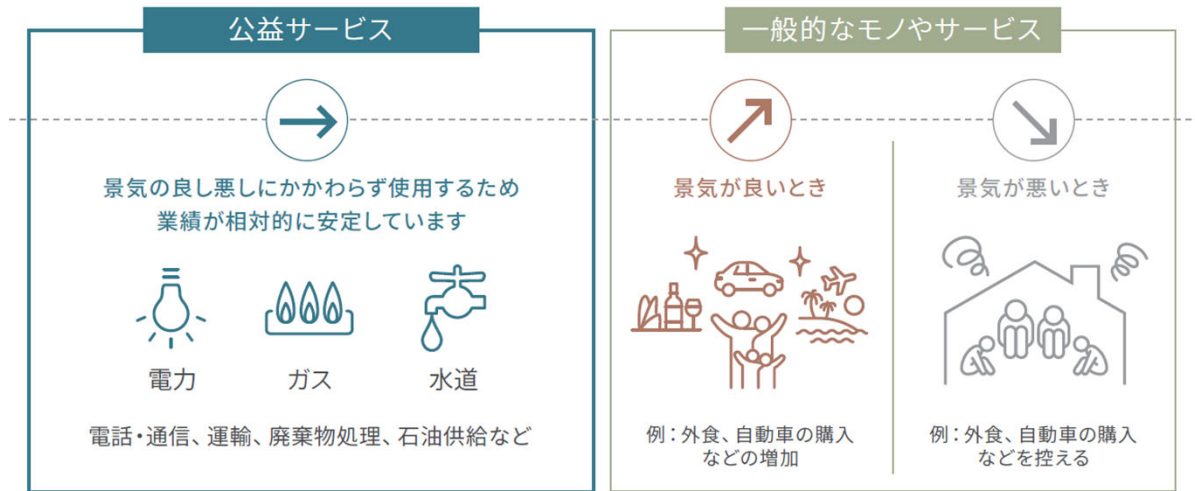 公益サービス
景気の良し悪しにかかわらず使用するため
業績が相対的に安定しています
電力
ガス
水道
電話・通信、運輸、廃棄物処理、石油供給など
一般的なモノやサービス
景気が良いとき
例：外食、自動車の購入
などの増加
景気が悪いとき
例：外食、自動車の購入
などを控える